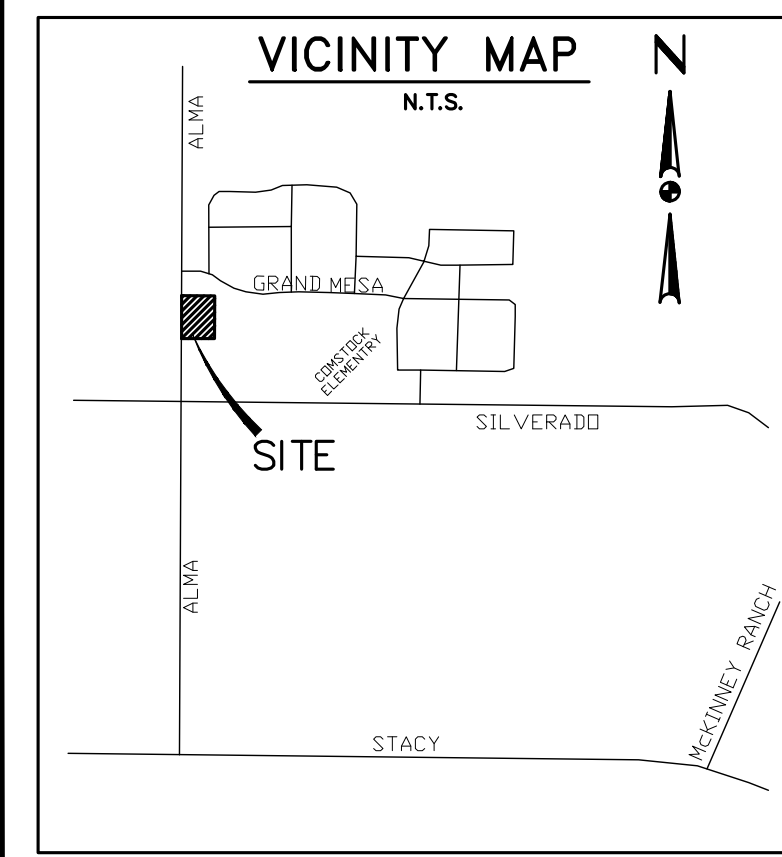 VICINITY MAP
N
N.T.S.
ALMA
GRAND MESA
COMSTOCK
ELEMENTRY
SILVERADO
SITE
ALMA
McKINNEY RANCH
STACY